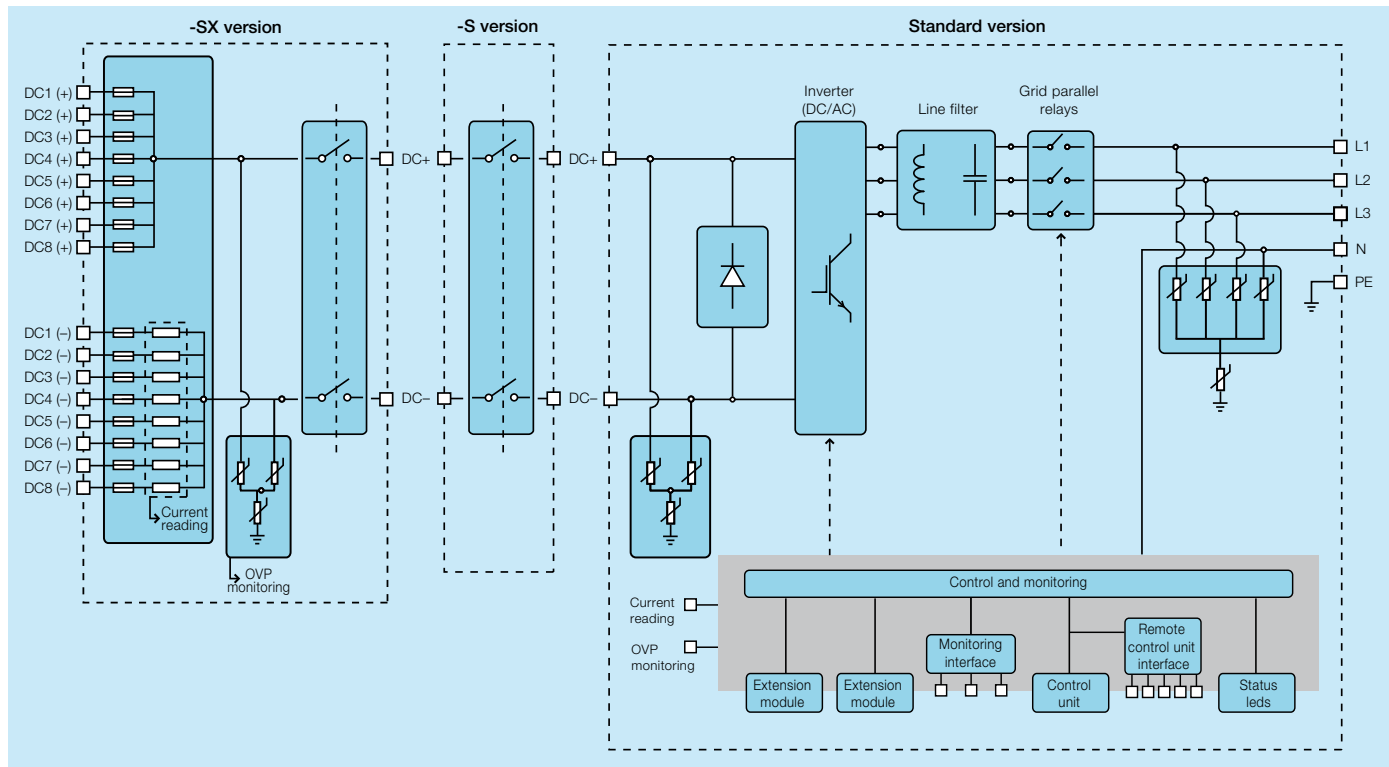 -SX version
-S version
Standard version
DC1 (+)
DC2 (+)
DC3 (+)
DC4 (+)
DC5 (+)
DC6 (+)
DC7 (+)
DC8 (+)
DC1 (–)
DC2 (–)
DC3 (–)
DC4 (–)
DC5 (–)
DC6 (–)
DC7 (–)
DC8 (–)
Current
reading
OVP
monitoring
DC+
DC–
DC+
DC–
Inverter
(DC/AC)
Line filter
Grid parallel
relays
L1
L2
L3
N
PE
Current
reading
OVP
monitoring
Control and monitoring
Extension
module
Extension
module
Monitoring
interface
Control
unit
Remote
control unit
interface
Status
leds